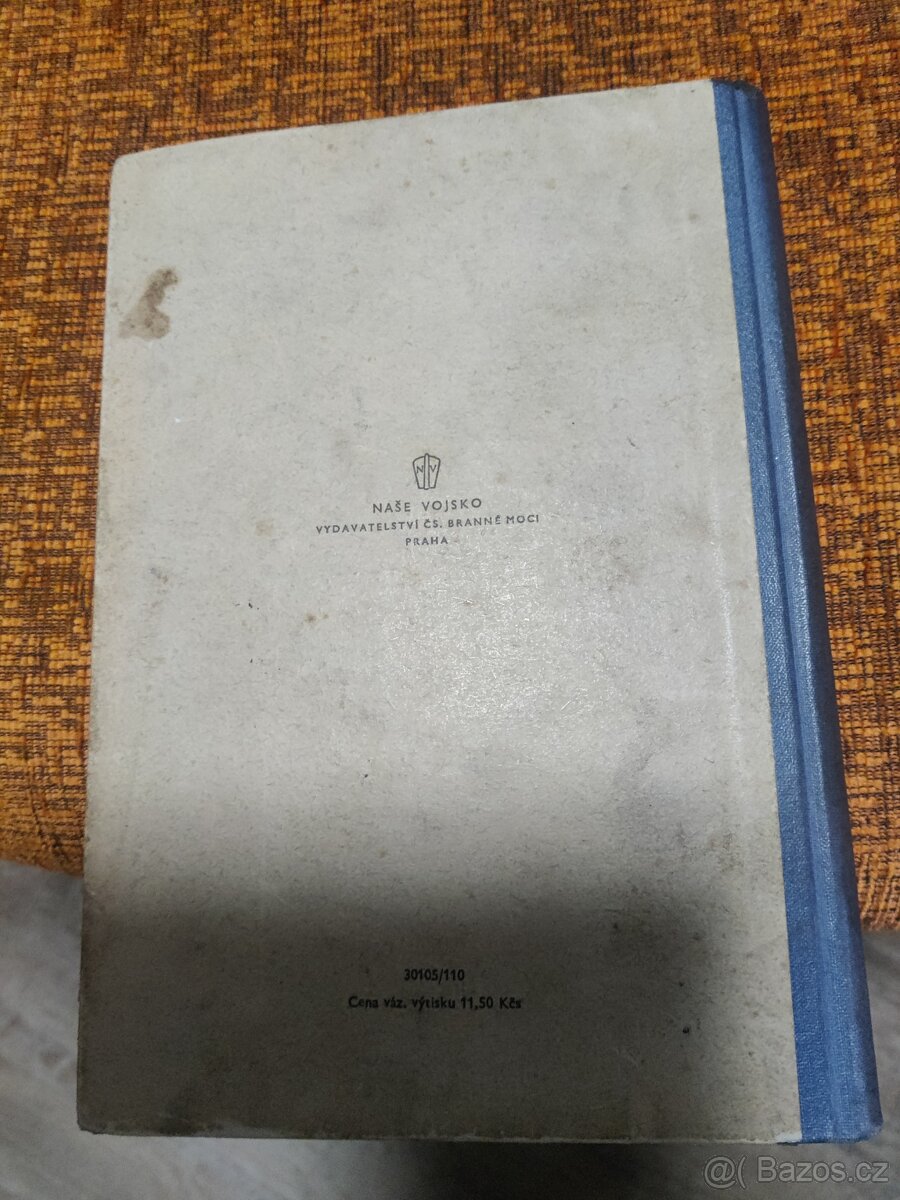 N V
NAŠE VOJSKO
VYDAVATELSTVÍ ČS. BRANNÉ MOCI
PRAHA
30105/110
Cena váz. výtisku 11,50 Kčs
@( Bazos.cz